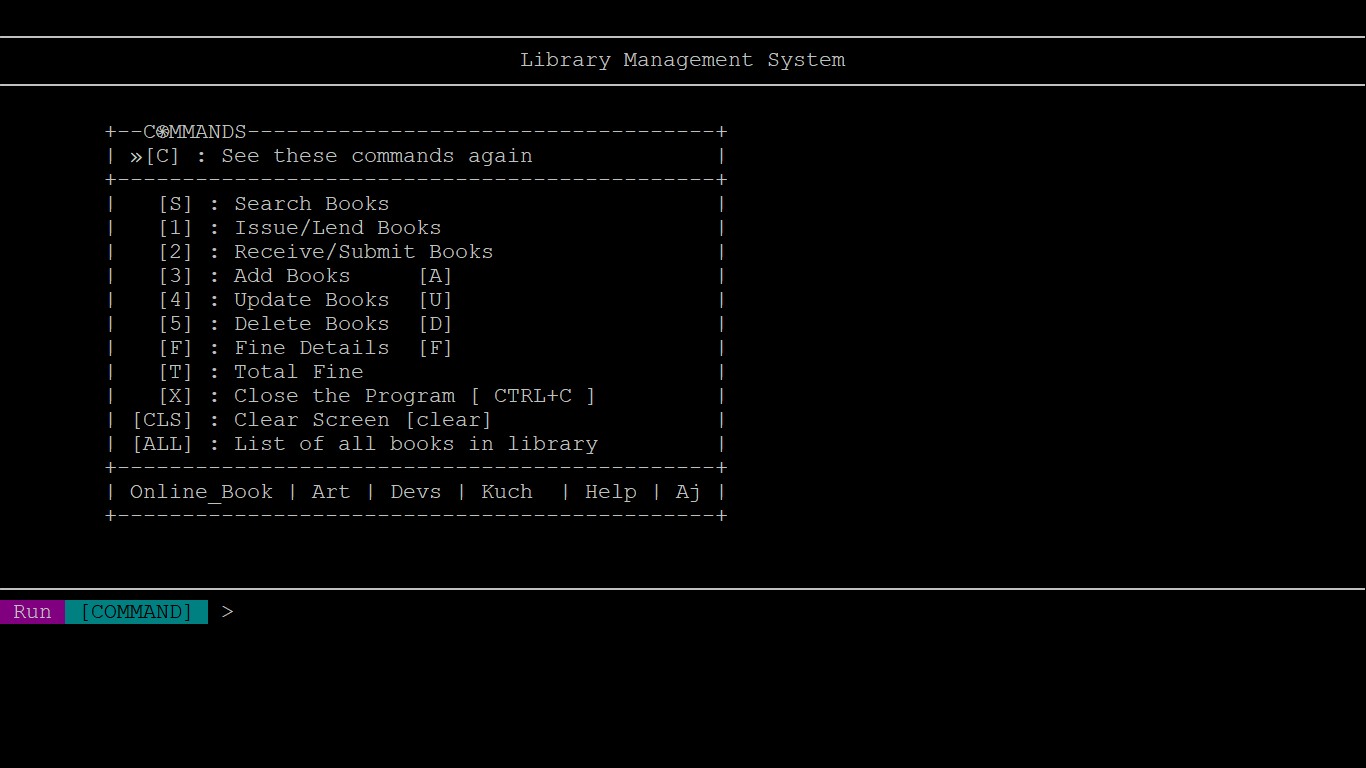 Library Management System
+--C⊛MMANDS------------------------------------+
| »[C] : See these commands again              |
+----------------------------------------------+
|   [S] : Search Books                         |
|   [1] : Issue/Lend Books                     |
|   [2] : Receive/Submit Books                 |
|   [3] : Add Books     [A]                    |
|   [4] : Update Books  [U]                    |
|   [5] : Delete Books  [D]                    |
|   [F] : Fine Details  [F]                    |
|   [T] : Total Fine                           |
|   [X] : Close the Program [ CTRL+C ]         |
| [CLS] : Clear Screen [clear]                 |
| [ALL] : List of all books in library         |
+----------------------------------------------+
| Online_Book | Art | Devs | Kuch  | Help | Aj |
+----------------------------------------------+
Run [COMMAND] >